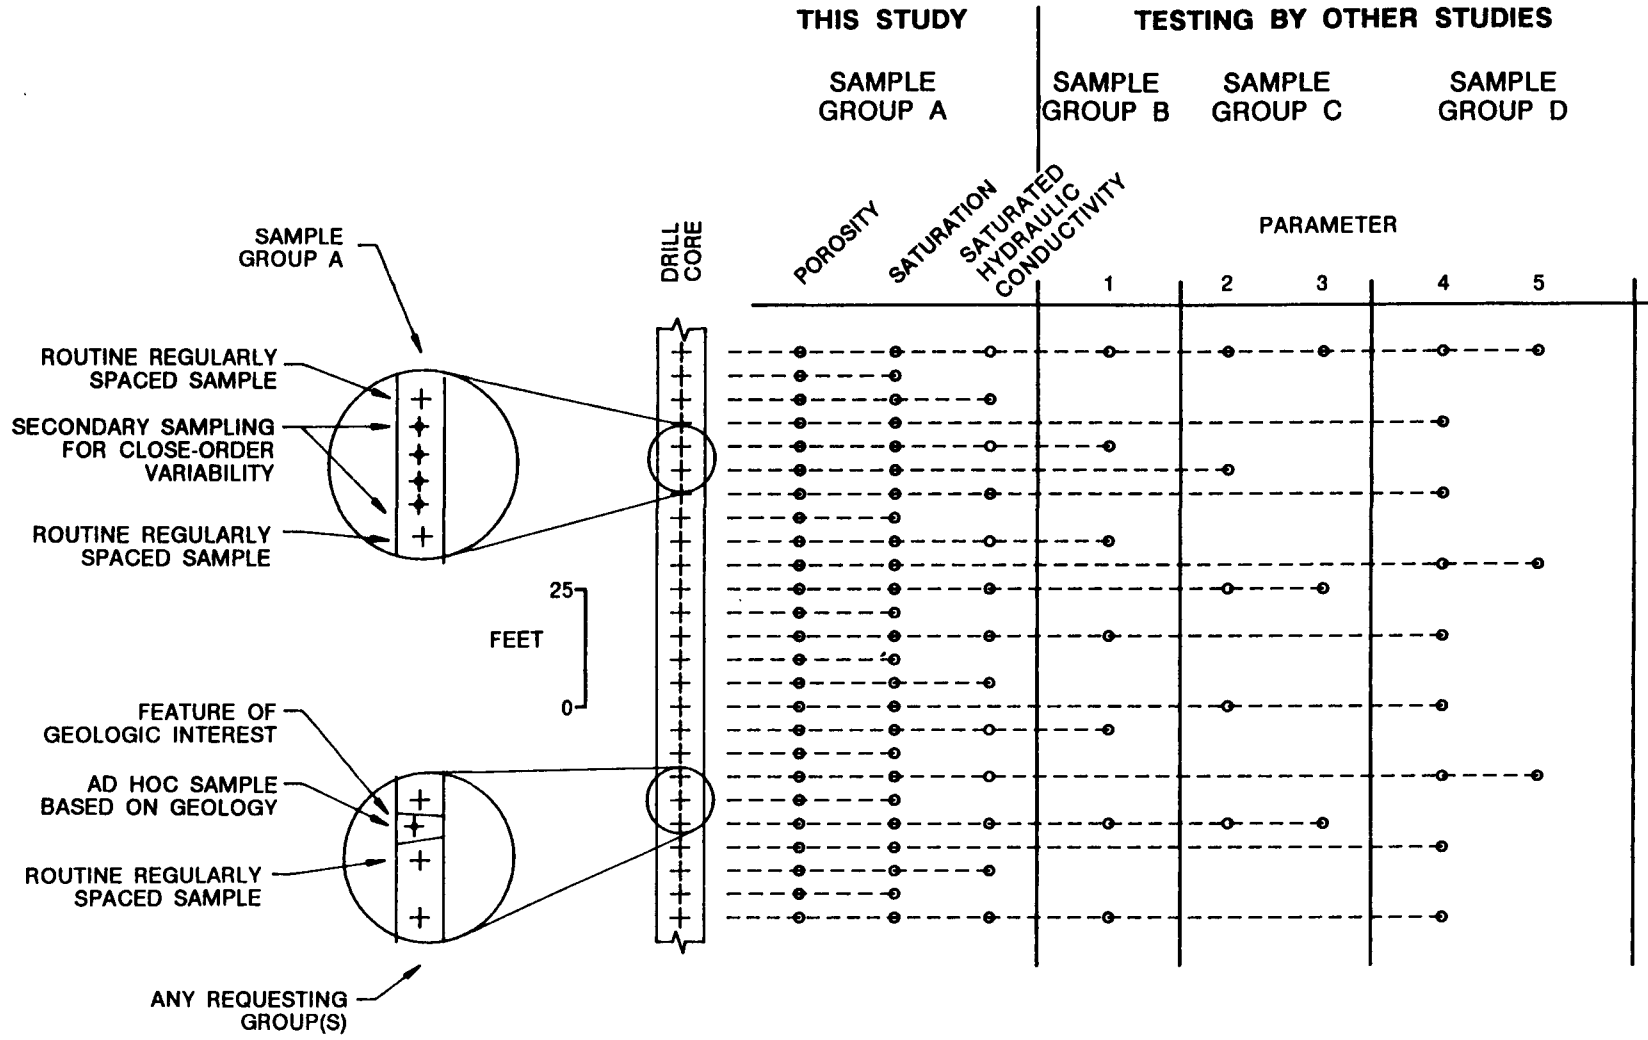 THIS STUDY
TESTING BY OTHER STUDIES
SAMPLE
GROUP A
SAMPLE
GROUP B
SAMPLE
GROUP C
SAMPLE
GROUP D
SAMPLE
GROUP A
DRILL
CORE
POROSITY
SATURATION
SATURATED
HYDRAULIC
CONDUCTIVITY
PARAMETER
1
2
3
4
5
ROUTINE REGULARLY
SPACED SAMPLE
SECONDARY SAMPLING
FOR CLOSE-ORDER
VARIABILITY
ROUTINE REGULARLY
SPACED SAMPLE
25
FEET
0
FEATURE OF
GEOLOGIC INTEREST
AD HOC SAMPLE
BASED ON GEOLOGY
ROUTINE REGULARLY
SPACED SAMPLE
ANY REQUESTING
GROUP(S)